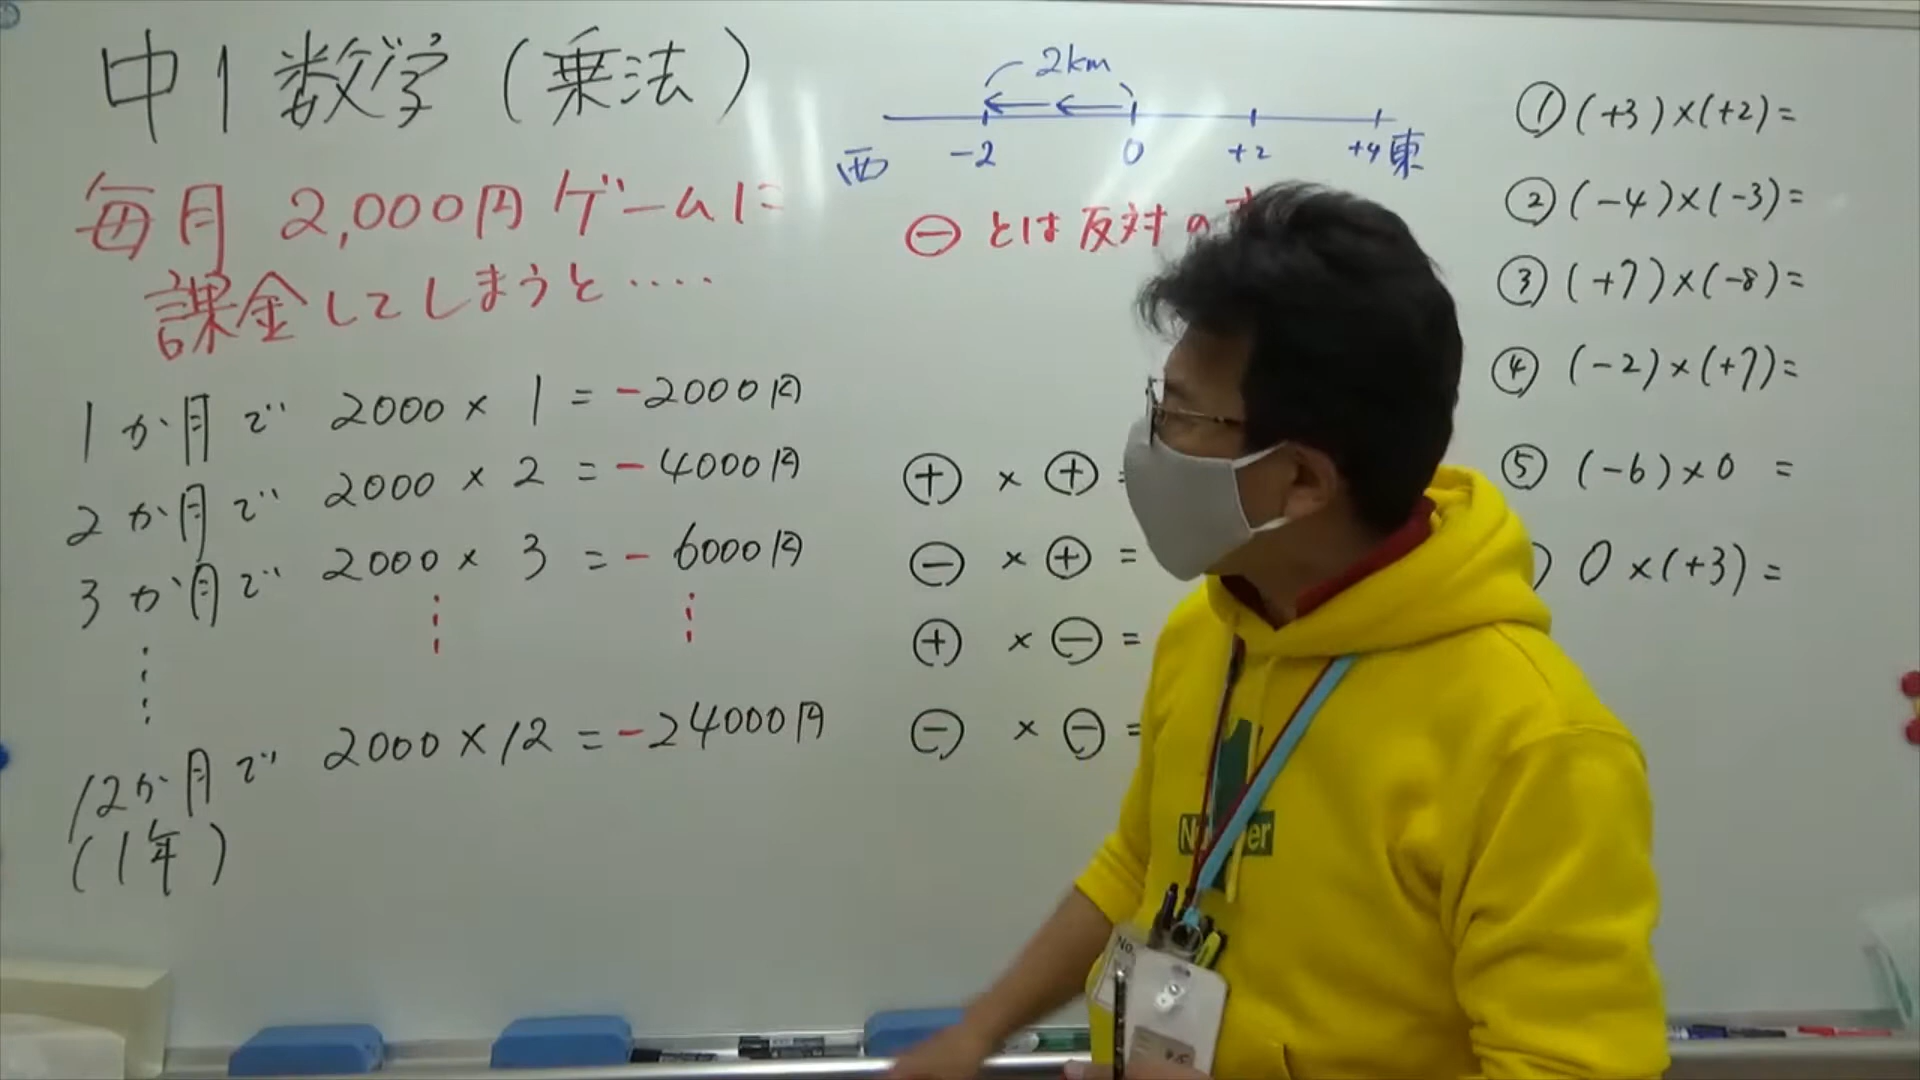 中1 数学（乗法）
毎月 2,000円 ゲームに
課金してしまうと‥‥
1か月で 2000 × 1 = -2000円
2か月で 2000 × 2 = -4000円
3か月で 2000 × 3 = -6000円
12か月で 2000×12 = -24000円
(1年)
2km
西 -2 0 +2 +4 東
⊖ とは 反対の
⊕ × ⊕
⊖ × ⊕ =
⊕ × ⊖ =
⊖ × ⊖ =
① (+3)×(+2)=
② (-4)×(-3)=
③ (+7)×(-8)=
④ (-2)×(+7)=
⑤ (-6)×0 =
0×(+3) =
No.